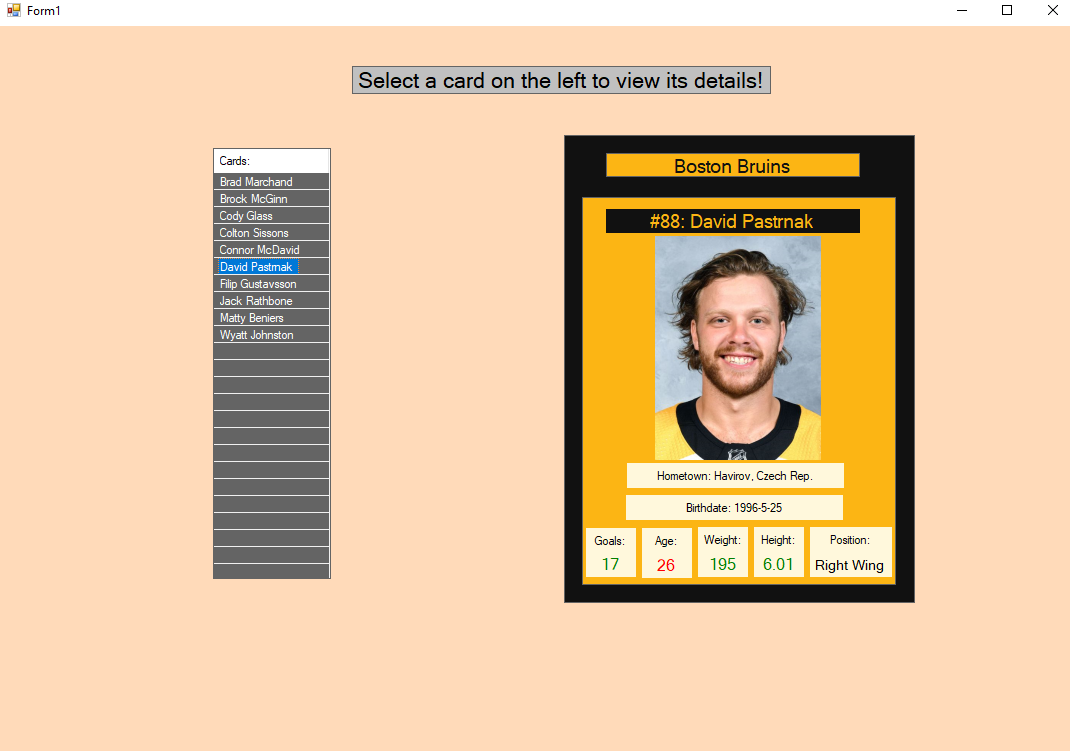 Form1
Select a card on the left to view its details!
Cards:
Brad Marchand
Brock McGinn
Cody Glass
Colton Sissons
Connor McDavid
David Pastrnak
Filip Gustavsson
Jack Rathbone
Matty Beniers
Wyatt Johnston
Boston Bruins
#88: David Pastrnak
Hometown: Havirov, Czech Rep.
Birthdate: 1996-5-25
Goals: Age: Weight: Height: Position:
17 26 195 6.01 Right Wing